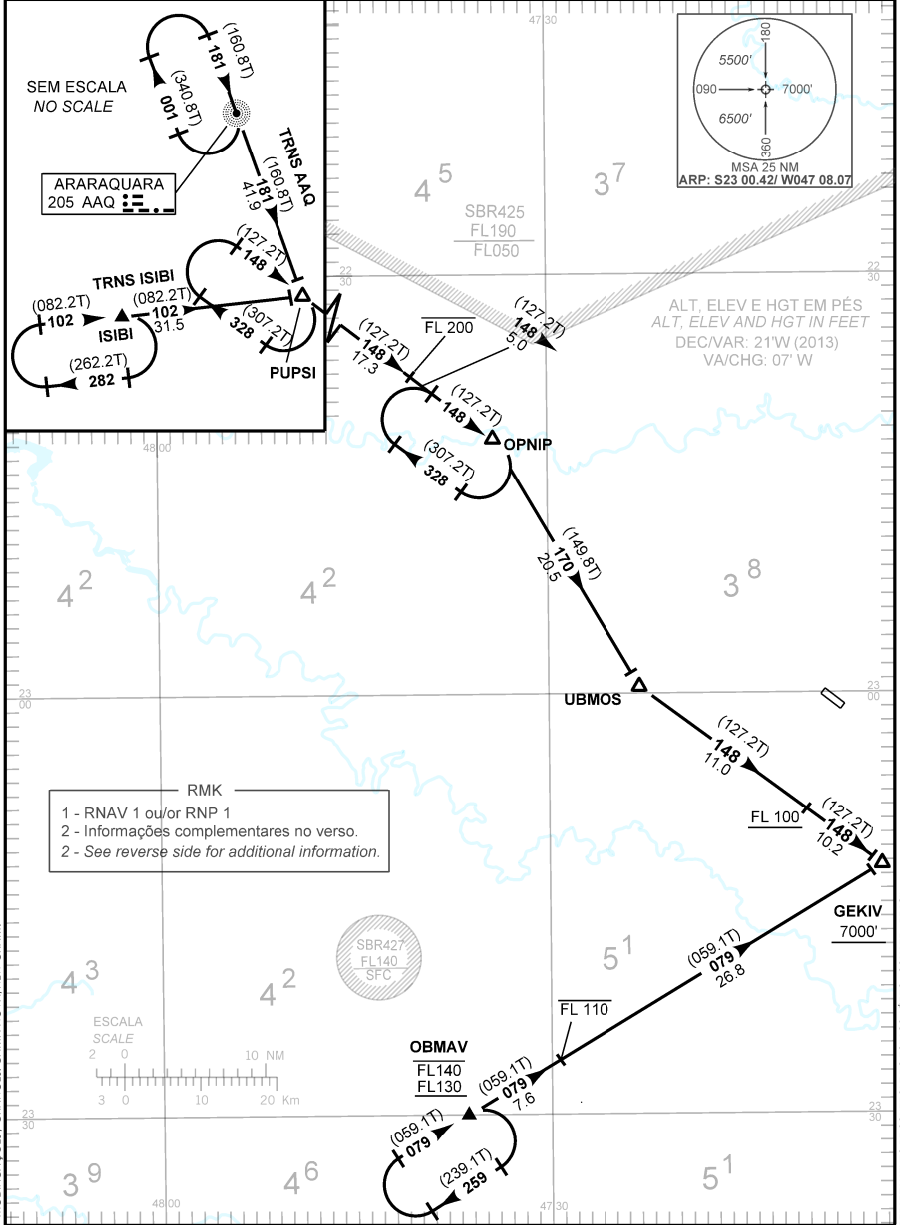 47 30
SEM ESCALA
NO SCALE
(160.8T)
181
(340.8T)
001
ARARAQUARA
205 AAQ
TRNS AAQ
(160.8T)
181
41.9
(127.2T)
148
TRNS ISIBI
(082.2T)
102
ISIBI
(082.2T)
102
31.5
(262.2T)
282
(307.2T)
328
PUPSI
180
5500'
090
7000'
6500'
360
MSA 25 NM
ARP: S23 00.42/ W047 08.07
4 5
3 7
SBR425
FL190
FL050
22
30
22
30
ALT, ELEV E HGT EM PÉS
ALT, ELEV AND HGT IN FEET
DEC/VAR: 21'W (2013)
VA/CHG: 07' W
FL 200
(127.2T)
148
5.0
(127.2T)
148
17.3
(127.2T)
148
OPNIP
(307.2T)
328
48 00
(149.8T)
170
20.5
4 2
4 2
3 8
23
00
23
00
UBMOS
(127.2T)
148
11.0
FL 100
(127.2T)
148
10.2
RMK
1 - RNAV 1 ou/or RNP 1
2 - Informações complementares no verso.
2 - See reverse side for additional information.
GEKIV
7000'
SBR427
FL140
SFC
4 3
4 2
5 1
(059.1T)
079
26.8
ESCALA
SCALE
2 0 10 NM
3 0 10 20 Km
FL 110
OBMAV
FL140
FL130
(059.1T)
079
7.6
23
30
23
30
(059.1T)
079
(239.1T)
259
3 9
4 6
5 1
48 00
47 30